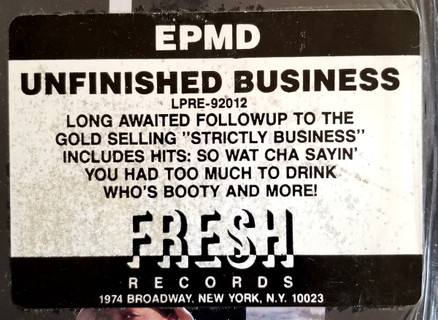 EPMD
UNFINISHED BUSINESS
LPRE-92012
LONG AWAITED FOLLOWUP TO THE
GOLD SELLING "STRICTLY BUSINESS"
INCLUDES HITS: SO WAT CHA SAYIN'
YOU HAD TOO MUCH TO DRINK
WHO'S BOOTY AND MORE!
FRESH
RECORDS
1974 BROADWAY. NEW YORK, N.Y. 10023